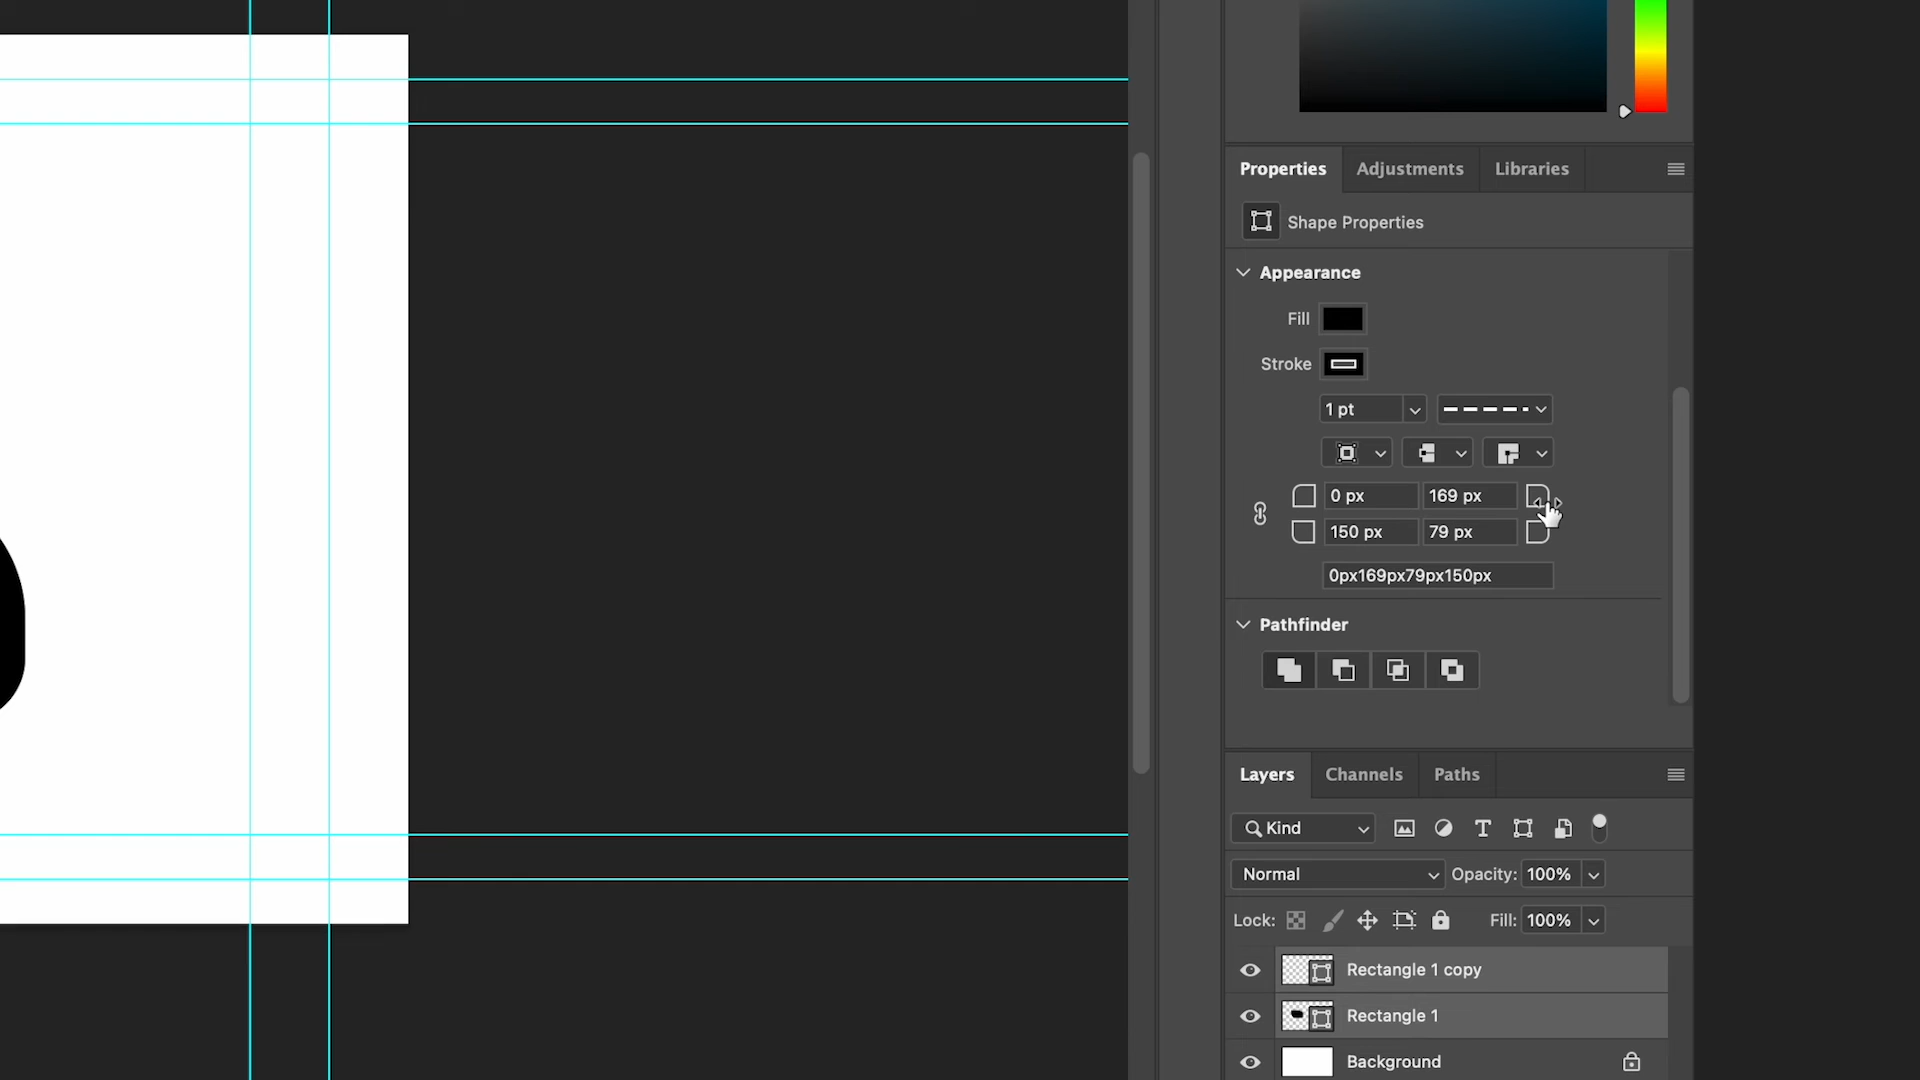 Properties Adjustments Libraries
Shape Properties
Appearance
Fill
Stroke
1 pt
0 px 169 px
150 px 79 px
0px169px79px150px
Pathfinder
Layers Channels Paths
Kind
Normal Opacity: 100%
Lock: Fill: 100%
Rectangle 1 copy
Rectangle 1
Background